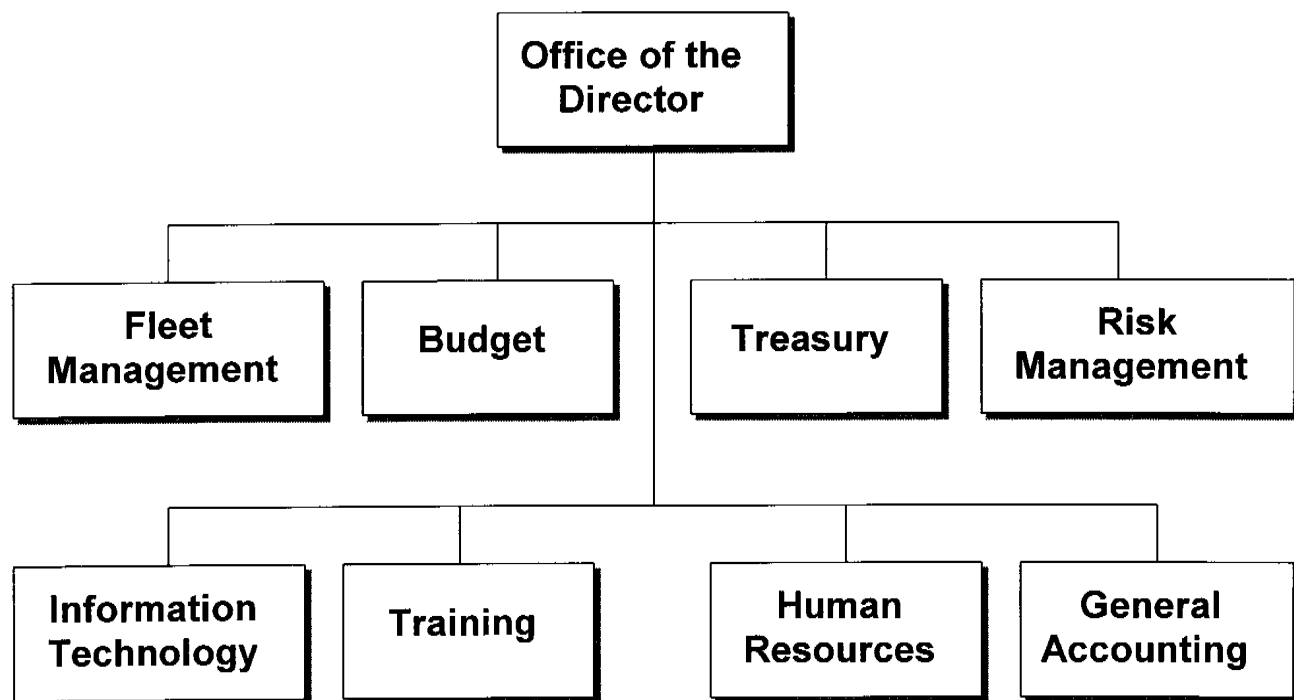 Office of the
Director
Fleet
Management
Budget
Treasury
Risk
Management
Information
Technology
Training
Human
Resources
General
Accounting